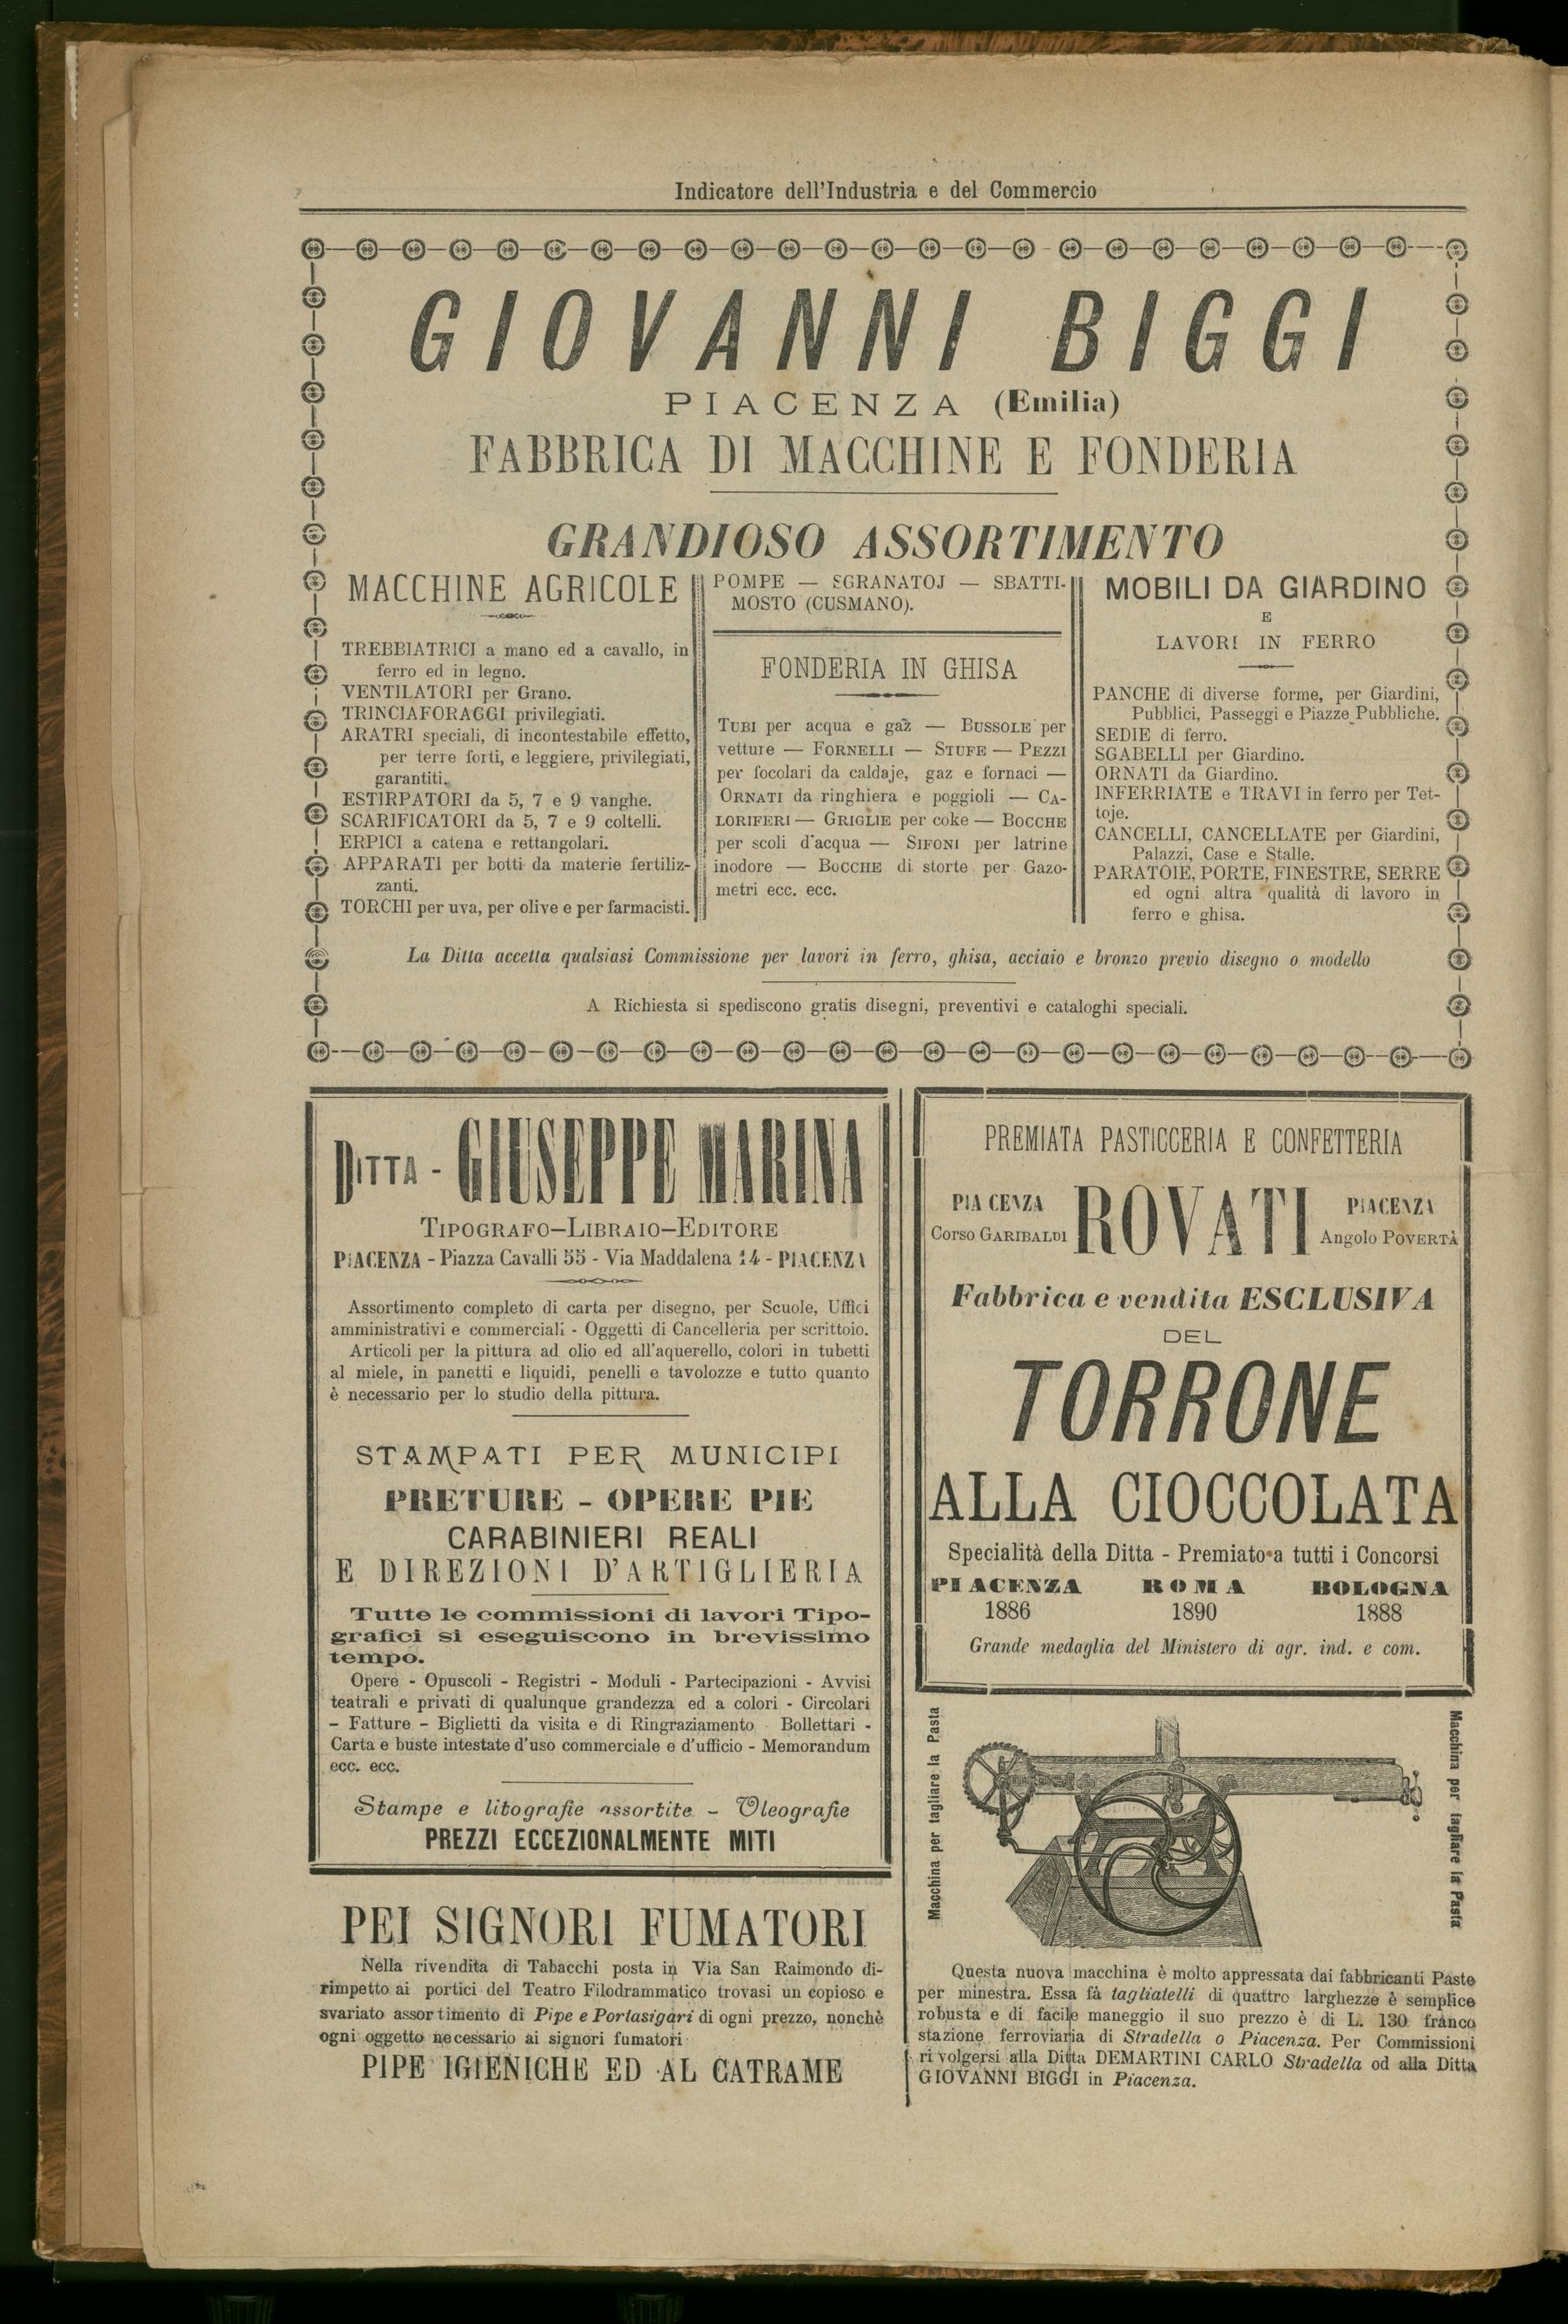 Indicatore dell'Industria e del Commercio
GIOVANNI BIGGI
PIACENZA (Emilia)
FABBRICA DI MACCHINE E FONDERIA
GRANDIOSO ASSORTIMENTO
MACCHINE AGRICOLE
TREBBIATRICI a mano ed a cavallo, in
ferro ed in legno.
VENTILATORI per Grano.
TRINCIAFORAGGI privilegiati.
ARATRI speciali, di incontestabile effetto,
per terre forti, e leggiere, privilegiati,
garantiti.
ESTIRPATORI da 5, 7 e 9 vanghe.
SCARIFICATORI da 5, 7 e 9 coltelli.
ERPICI a catena e rettangolari.
APPARATI per botti da materie fertiliz-
zanti.
TORCHI per uva, per olive e per farmacisti.
POMPE — SGRANATOJ — SBATTI-
MOSTO (CUSMANO).
FONDERIA IN GHISA
TUBI per acqua e gaz — BUSSOLE per
vetture — FORNELLI — STUFE — PEZZI
per focolari da caldaje, gaz e fornaci —
ORNATI da ringhiera e poggioli — CA-
LORIFERI — GRIGLIE per coke — BOCCHE
per scoli d'acqua — SIFONI per latrine
inodore — BOCCHE di storte per Gazo-
metri ecc. ecc.
MOBILI DA GIARDINO
E
LAVORI IN FERRO
PANCHE di diverse forme, per Giardini,
Pubblici, Passeggi e Piazze Pubbliche.
SEDIE di ferro.
SGABELLI per Giardino.
ORNATI da Giardino.
INFERRIATE e TRAVI in ferro per Tet-
toje.
CANCELLI, CANCELLATE per Giardini,
Palazzi, Case e Stalle.
PARATOIE, PORTE, FINESTRE, SERRE
ed ogni altra qualità di lavoro in
ferro e ghisa.
La Ditta accetta qualsiasi Commissione per lavori in ferro, ghisa, acciaio e bronzo previo disegno o modello
A Richiesta si spediscono gratis disegni, preventivi e cataloghi speciali.
DITTA - GIUSEPPE MARINA
TIPOGRAFO—LIBRAIO—EDITORE
PIACENZA - Piazza Cavalli 55 - Via Maddalena 14 - PIACENZA
Assortimento completo di carta per disegno, per Scuole, Uffici
amministrativi e commerciali - Oggetti di Cancelleria per scrittoio.
Articoli per la pittura ad olio ed all'aquerello, colori in tubetti
al miele, in panetti e liquidi, penelli e tavolozze e tutto quanto
è necessario per lo studio della pittura.
STAMPATI PER MUNICIPI
PRETURE - OPERE PIE
CARABINIERI REALI
E DIREZIONI D'ARTIGLIERIA
Tutte le commissioni di lavori Tipo-
grafici si eseguiscono in brevissimo
tempo.
Opere - Opuscoli - Registri - Moduli - Partecipazioni - Avvisi
teatrali e privati di qualunque grandezza ed a colori - Circolari
- Fatture - Biglietti da visita e di Ringraziamento - Bollettari -
Carta e buste intestate d'uso commerciale e d'ufficio - Memorandum
ecc. ecc.
Stampe e litografie assortite - Oleografie
PREZZI ECCEZIONALMENTE MITI
PEI SIGNORI FUMATORI
Nella rivendita di Tabacchi posta in Via San Raimondo di-
rimpetto ai portici del Teatro Filodrammatico trovasi un copioso e
svariato assortimento di Pipe e Portasigari di ogni prezzo, nonchè
ogni oggetto necessario ai signori fumatori
PIPE IGIENICHE ED AL CATRAME
PREMIATA PASTICCERIA E CONFETTERIA
PIACENZA ROVATI PIACENZA
Corso GARIBALDI Angolo POVERTÀ
Fabbrica e vendita ESCLUSIVA
DEL
TORRONE
ALLA CIOCCOLATA
Specialità della Ditta - Premiato a tutti i Concorsi
PIACENZA ROMA BOLOGNA
1886 1890 1888
Grande medaglia del Ministero di agr. ind. e com.
Macchina per tagliare la Pasta
Macchina per tagliare la Pasta
Questa nuova macchina è molto appressata dai fabbricanti Paste
per minestra. Essa fà tagliatelli di quattro larghezze è semplice
robusta e di facile maneggio il suo prezzo è di L. 130 franco
stazione ferroviaria di Stradella o Piacenza. Per Commissioni
rivolgersi alla Ditta DEMARTINI CARLO Stradella od alla Ditta
GIOVANNI BIGGI in Piacenza.